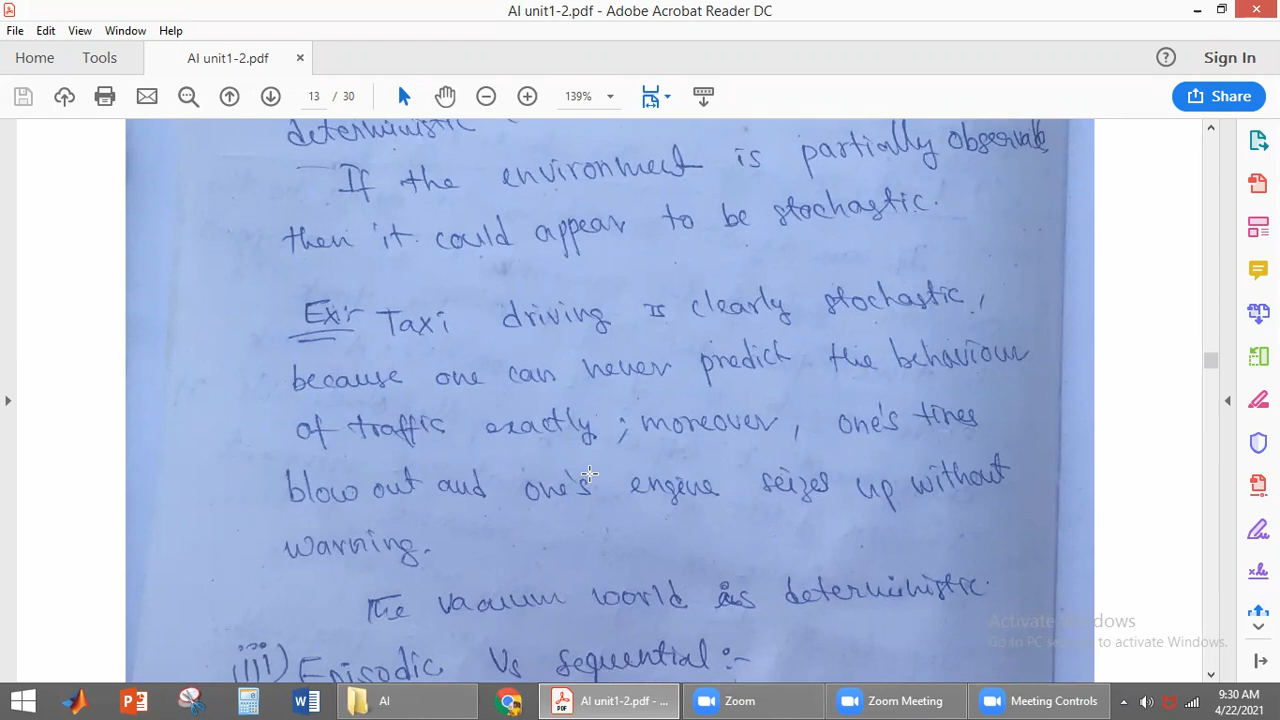 AI unit1-2.pdf - Adobe Acrobat Reader DC
File Edit View Window Help
Home Tools AI unit1-2.pdf × ? Sign In
13 / 30 139% Share
deterministic
If the environment is partially observable
then it could appear to be stochastic.
Ex:- Taxi driving is clearly stochastic,
because one can never predict the behaviour
of traffic exactly; moreover, one's tires
blow out and one's engine seizes up without
warning.
The vacuum world is deterministic.
(iii) Episodic Vs sequential :-
Activate Windows
Go to PC settings to activate Windows.
AI AI unit1-2.pdf - ... Zoom Zoom Meeting Meeting Controls 9:30 AM
4/22/2021